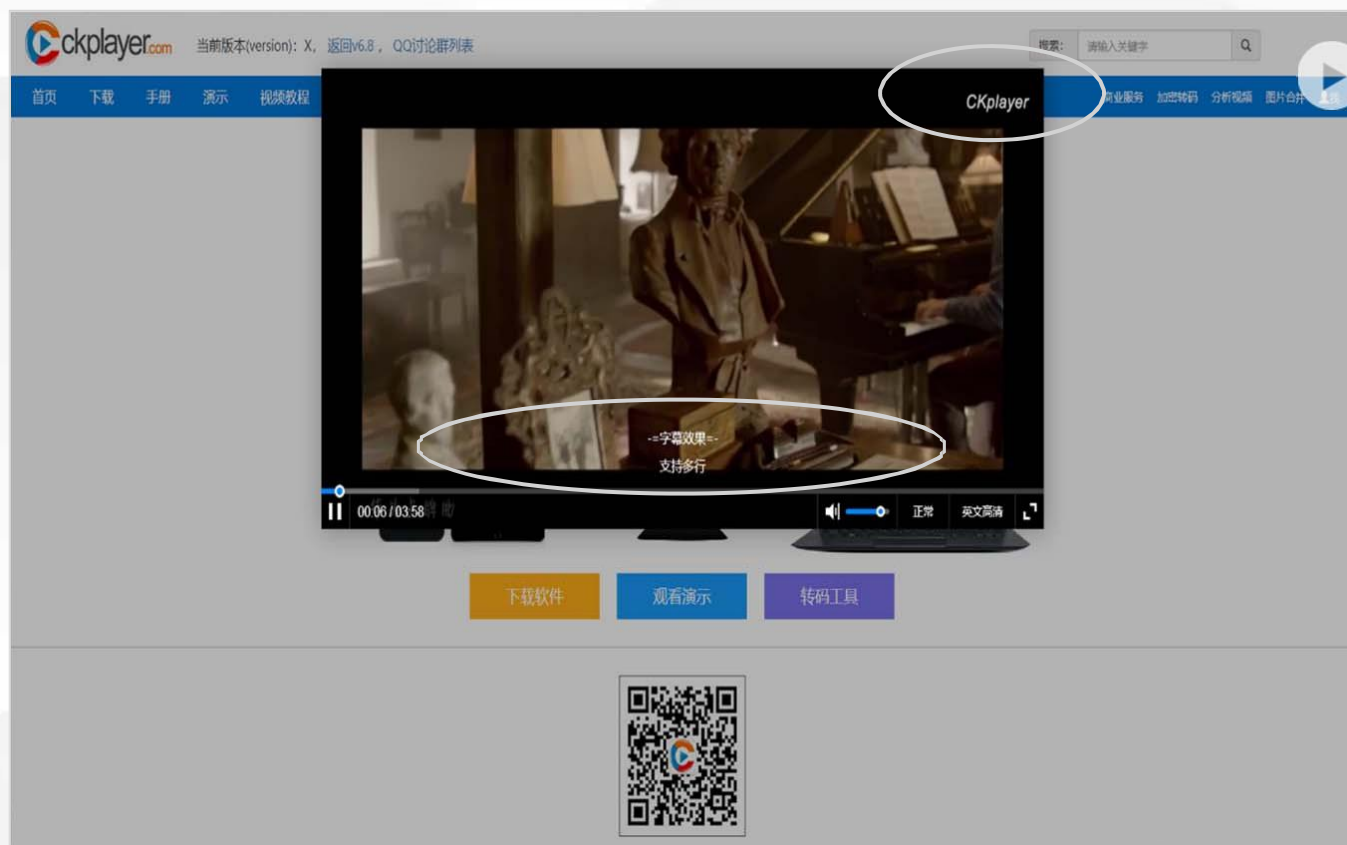 ckplayer.com
当前版本(version)：X， 返回v6.8 ， QQ讨论群列表
搜索： 请输入关键字
首页 下载 手册 演示 视频教程
商业服务 加密转码 分析视频 图片合并
CKplayer
-=字幕效果=-
支持多行
00:06 / 03:58
正常 英文高清
下载软件 观看演示 转码工具